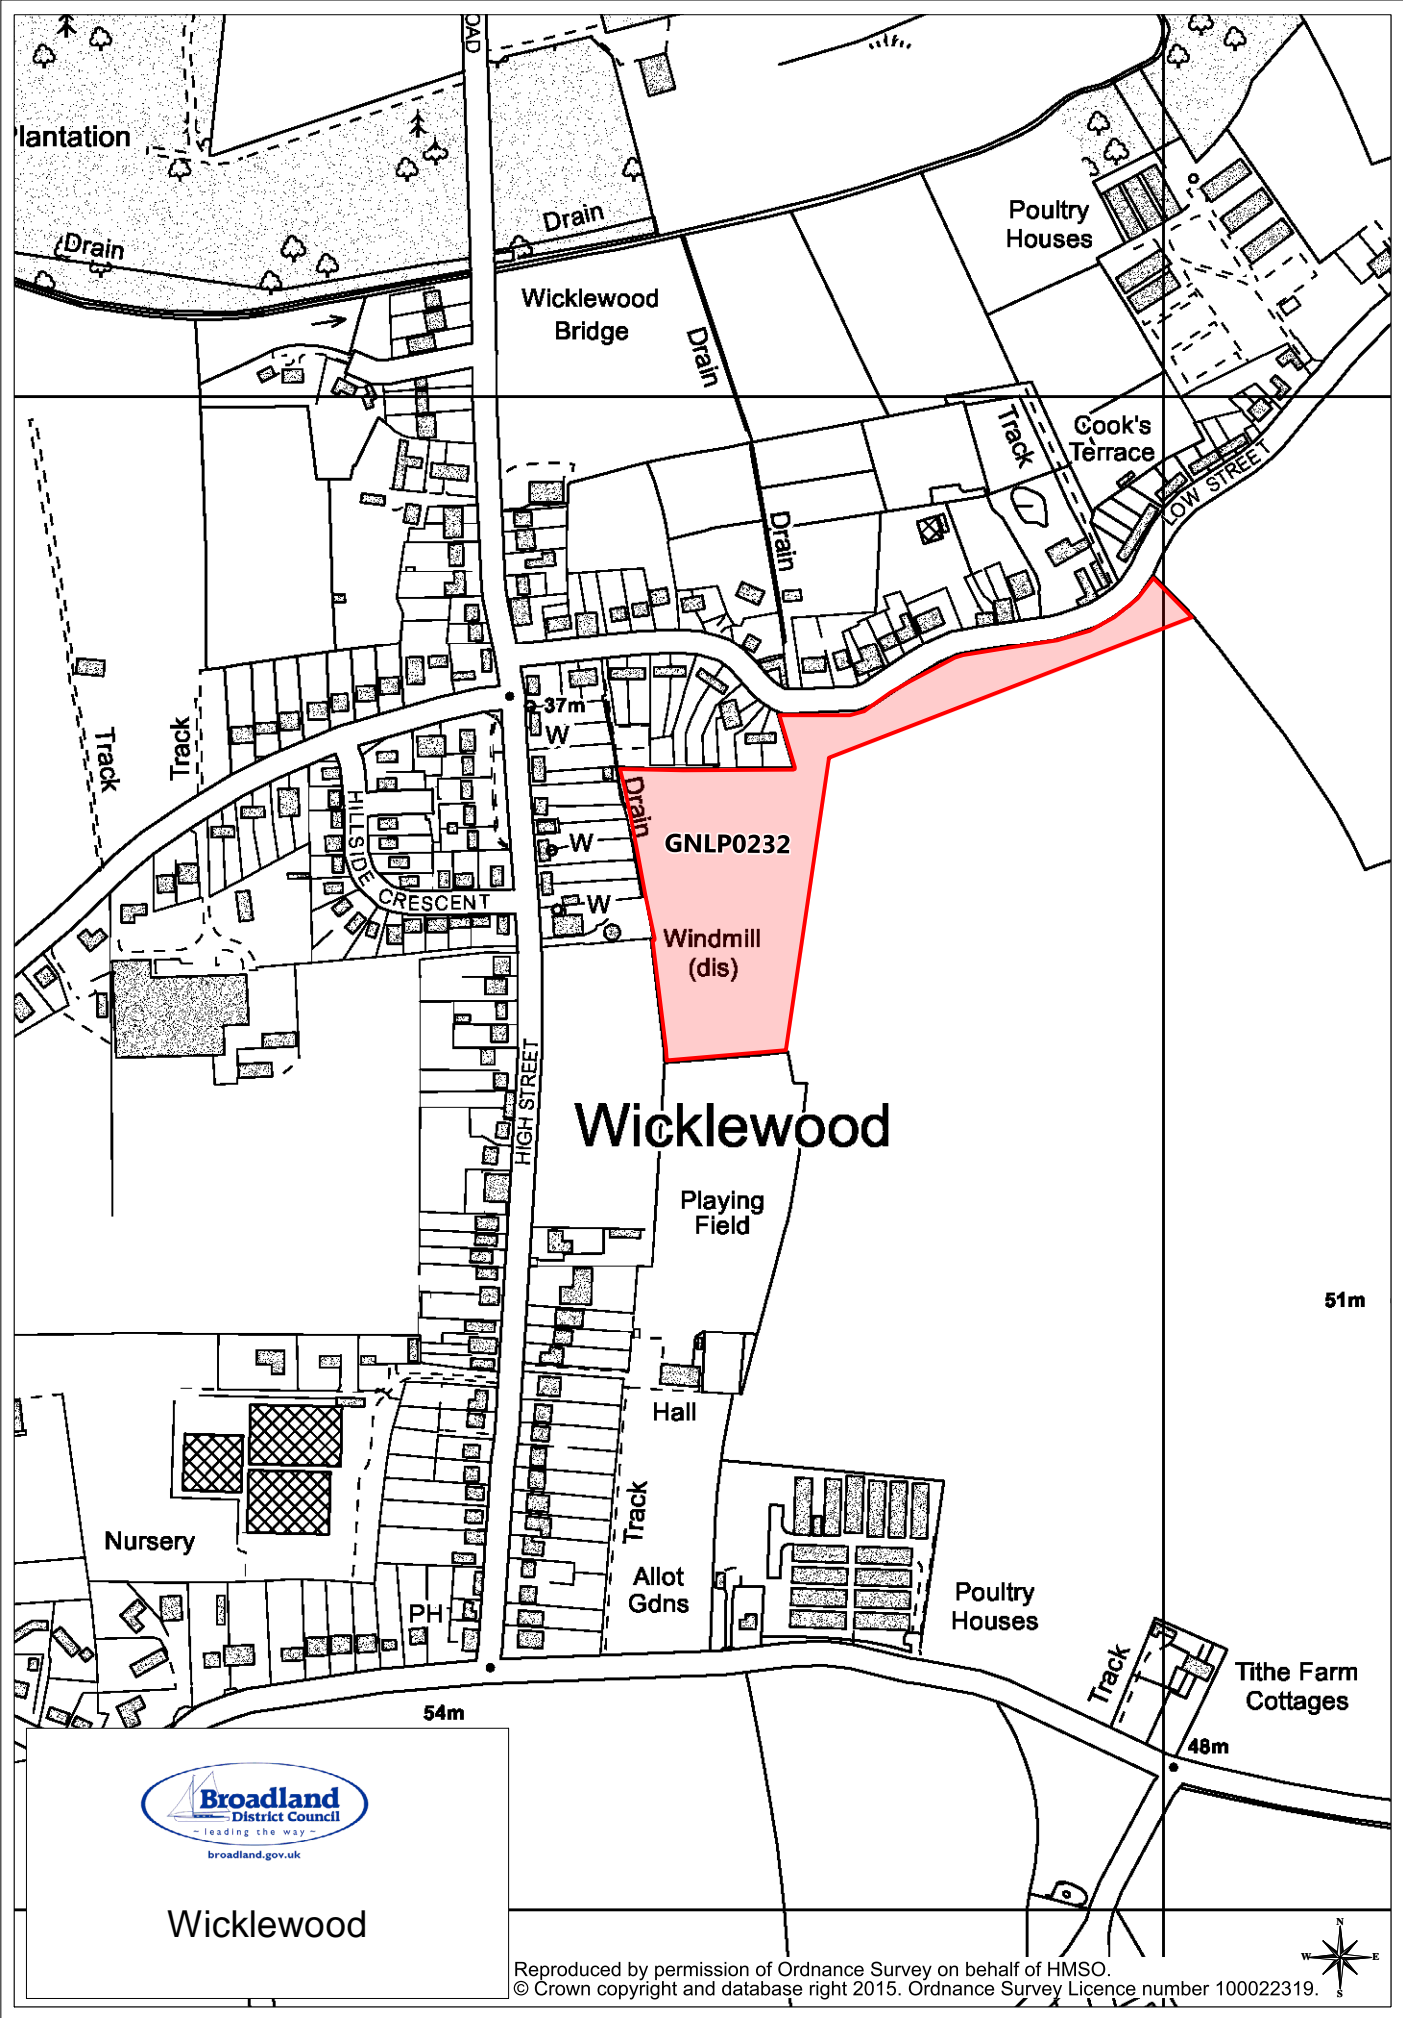 OAD
lantation
Drain
Drain
Poultry
Houses
Wicklewood
Bridge
Drain
Track
Cook's
Terrace
LOW STREET
Drain
37m
W
Track
Track
Drain
HILLSIDE CRESCENT
W
GNLP0232
W
Windmill
(dis)
HIGH STREET
Wicklewood
Playing
Field
51m
Hall
Track
Nursery
Allot
Gdns
Poultry
Houses
PH
Track
Tithe Farm
Cottages
54m
48m
Broadland
District Council
~ leading the way ~
broadland.gov.uk
Wicklewood
N
W E
S
Reproduced by permission of Ordnance Survey on behalf of HMSO.
© Crown copyright and database right 2015. Ordnance Survey Licence number 100022319.